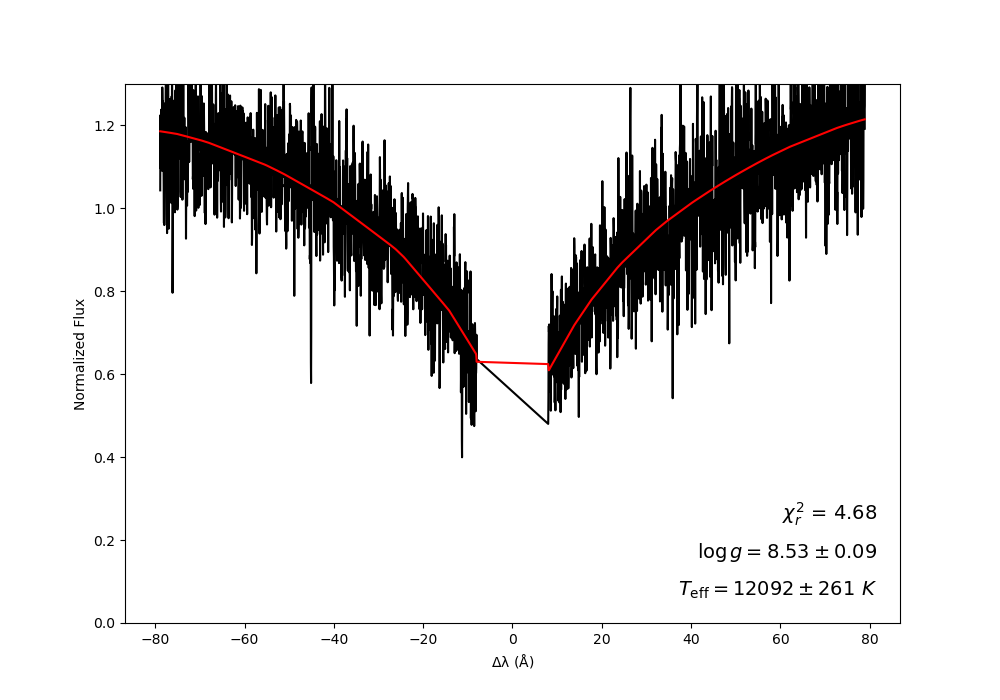 1.2
1.0
0.8
0.6
0.4
0.2
0.0
Normalized Flux
χ²ᵣ = 4.68
log g = 8.53 ± 0.09
T_eff = 12092 ± 261 K
−80 −60 −40 −20 0 20 40 60 80
Δλ (Å)